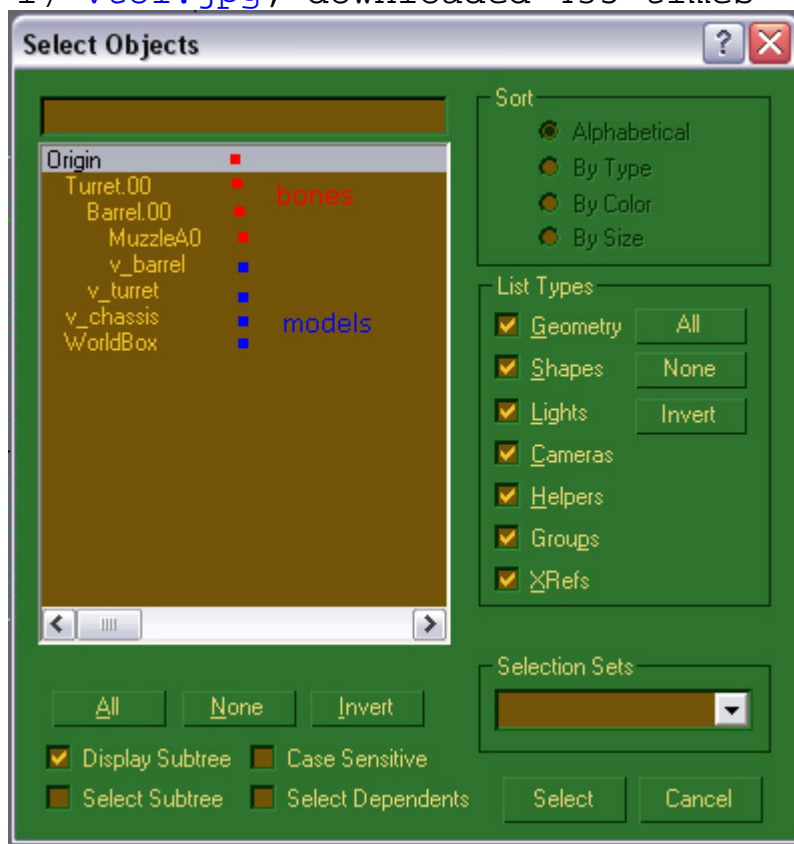 Select Objects
Origin
Turret.00
bones
Barrel.00
MuzzleA0
v_barrel
v_turret
v_chassis
models
WorldBox
Sort
Alphabetical
By Type
By Color
By Size
List Types
Geometry
All
Shapes
None
Lights
Invert
Cameras
Helpers
Groups
XRefs
All
None
Invert
Selection Sets
Display Subtree
Case Sensitive
Select Subtree
Select Dependents
Select
Cancel